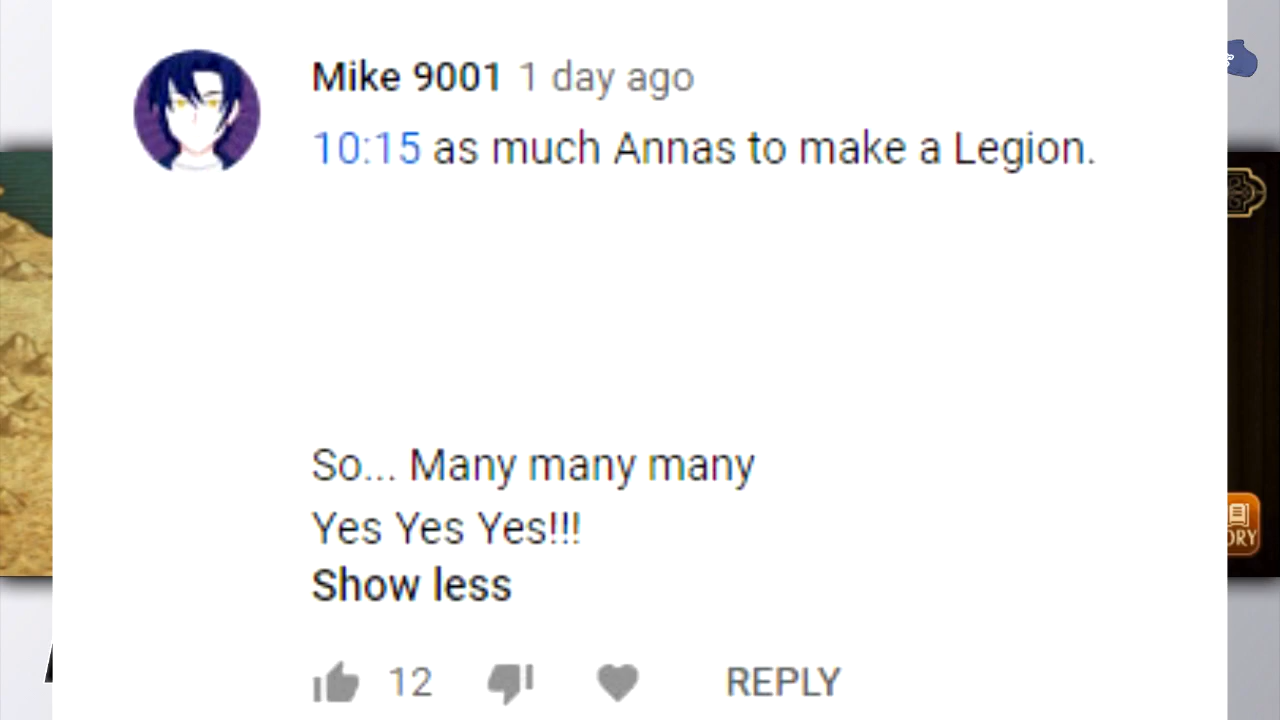 Mike 9001 1 day ago
10:15 as much Annas to make a Legion.
So... Many many many
Yes Yes Yes!!!
Show less
12 REPLY